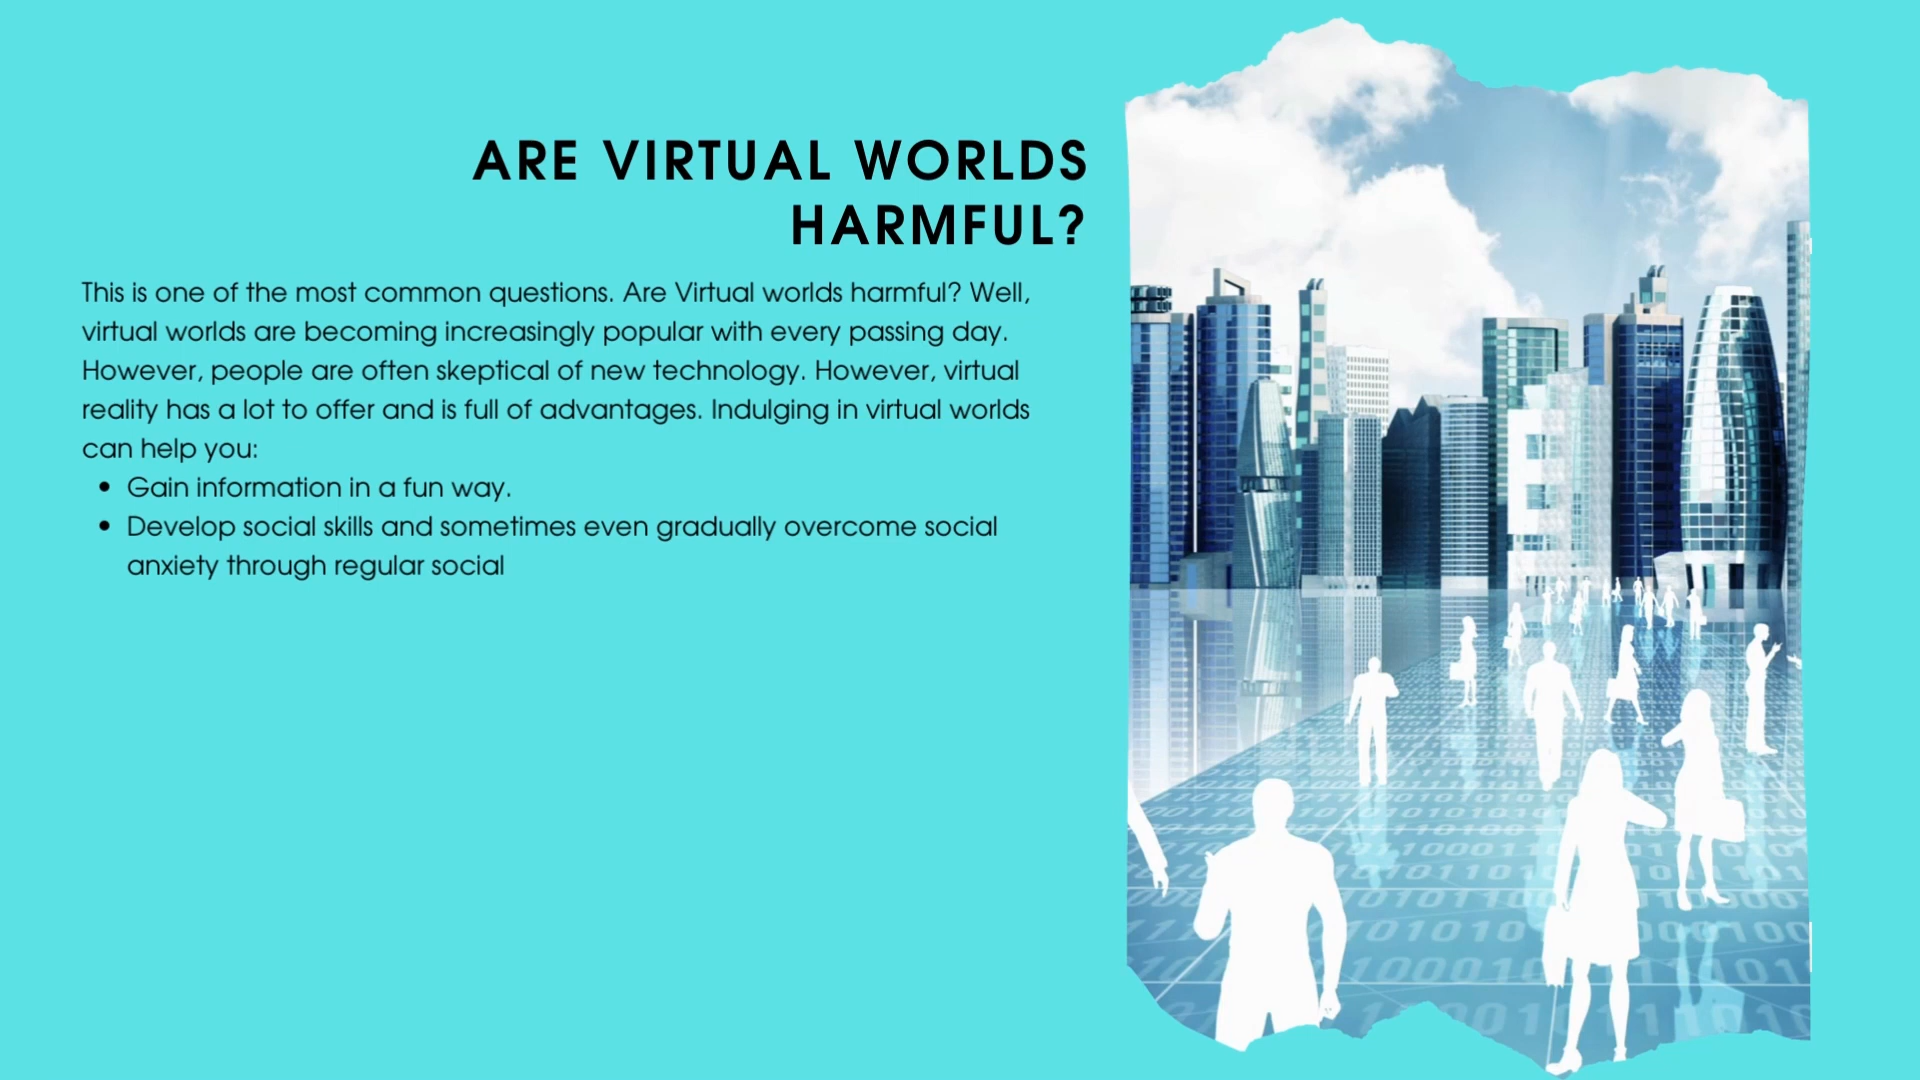 ARE VIRTUAL WORLDS
HARMFUL?
This is one of the most common questions. Are Virtual worlds harmful? Well,
virtual worlds are becoming increasingly popular with every passing day.
However, people are often skeptical of new technology. However, virtual
reality has a lot to offer and is full of advantages. Indulging in virtual worlds
can help you:
• Gain information in a fun way.
• Develop social skills and sometimes even gradually overcome social
anxiety through regular social